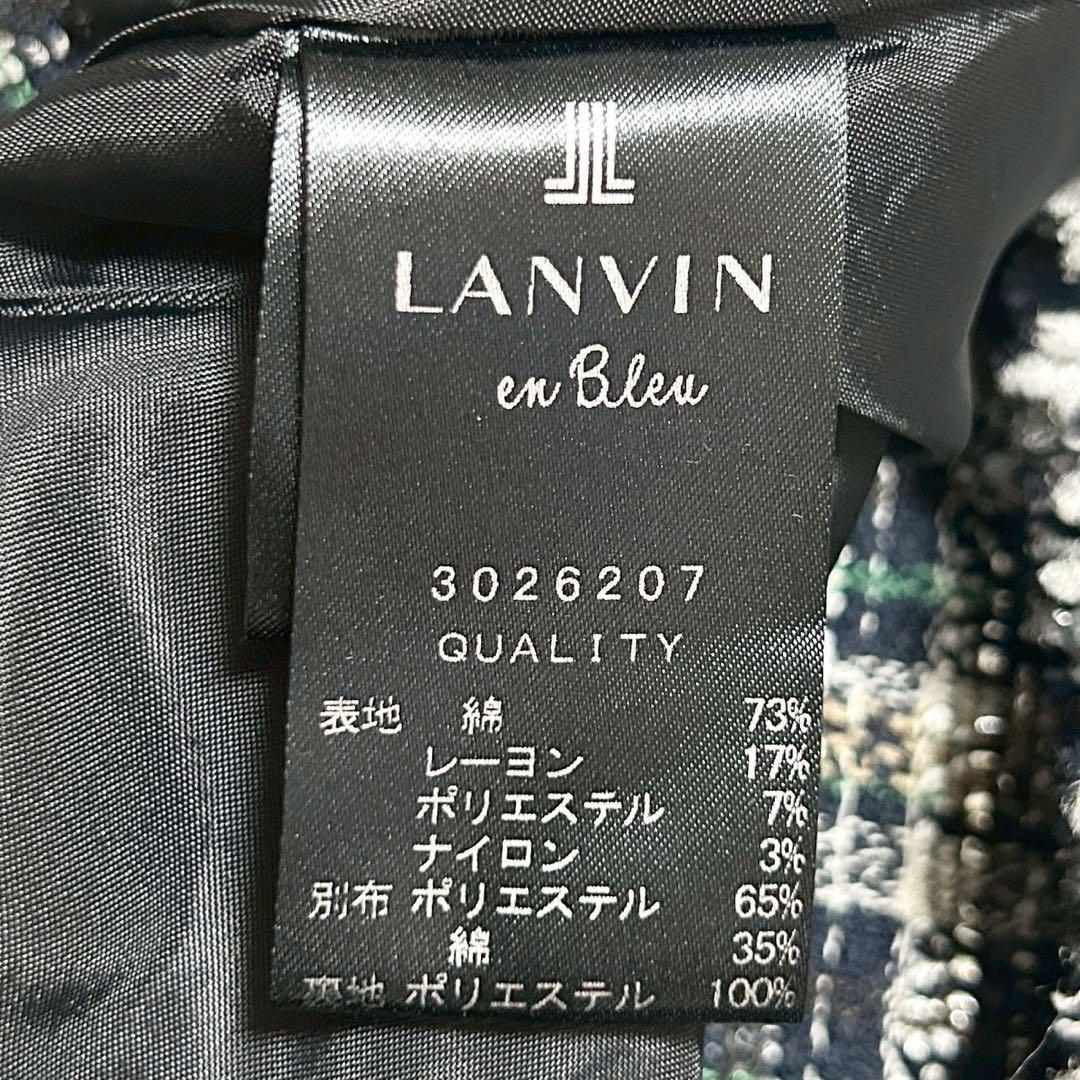 LANVIN
en Bleu
3026207
QUALITY
表地 綿 73%
レーヨン 17%
ポリエステル 7%
ナイロン 3%
別布 ポリエステル 65%
綿 35%
裏地 ポリエステル 100%